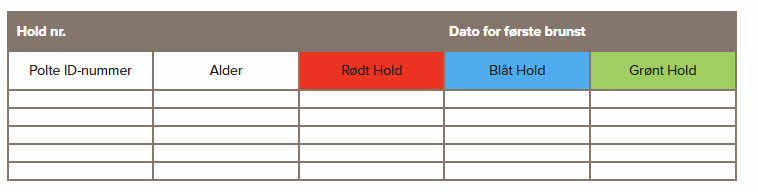 Hold nr. Dato for første brunst
Polte ID-nummer Alder Rødt Hold Blåt Hold Grønt Hold